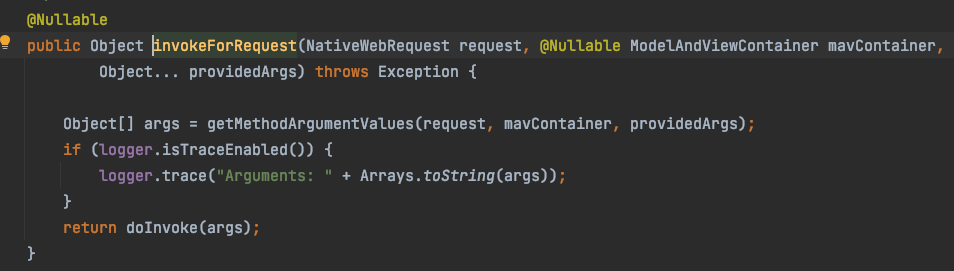 @Nullable
public Object invokeForRequest(NativeWebRequest request, @Nullable ModelAndViewContainer mavContainer,
        Object... providedArgs) throws Exception {

    Object[] args = getMethodArgumentValues(request, mavContainer, providedArgs);
    if (logger.isTraceEnabled()) {
        logger.trace("Arguments: " + Arrays.toString(args));
    }
    return doInvoke(args);
}